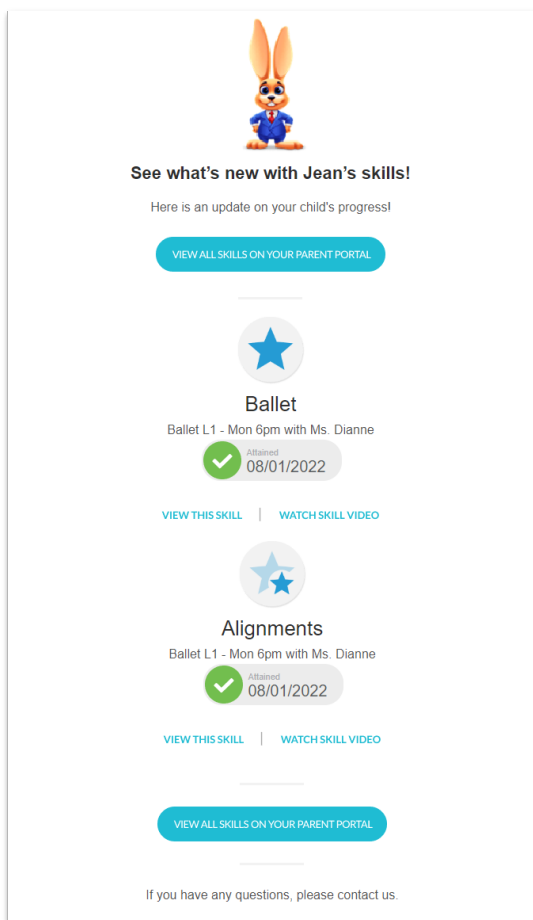 See what's new with Jean's skills!
Here is an update on your child's progress!
VIEW ALL SKILLS ON YOUR PARENT PORTAL
Ballet
Ballet L1 - Mon 6pm with Ms. Dianne
Attained
08/01/2022
VIEW THIS SKILL | WATCH SKILL VIDEO
Alignments
Ballet L1 - Mon 6pm with Ms. Dianne
Attained
08/01/2022
VIEW THIS SKILL | WATCH SKILL VIDEO
VIEW ALL SKILLS ON YOUR PARENT PORTAL
If you have any questions, please contact us.